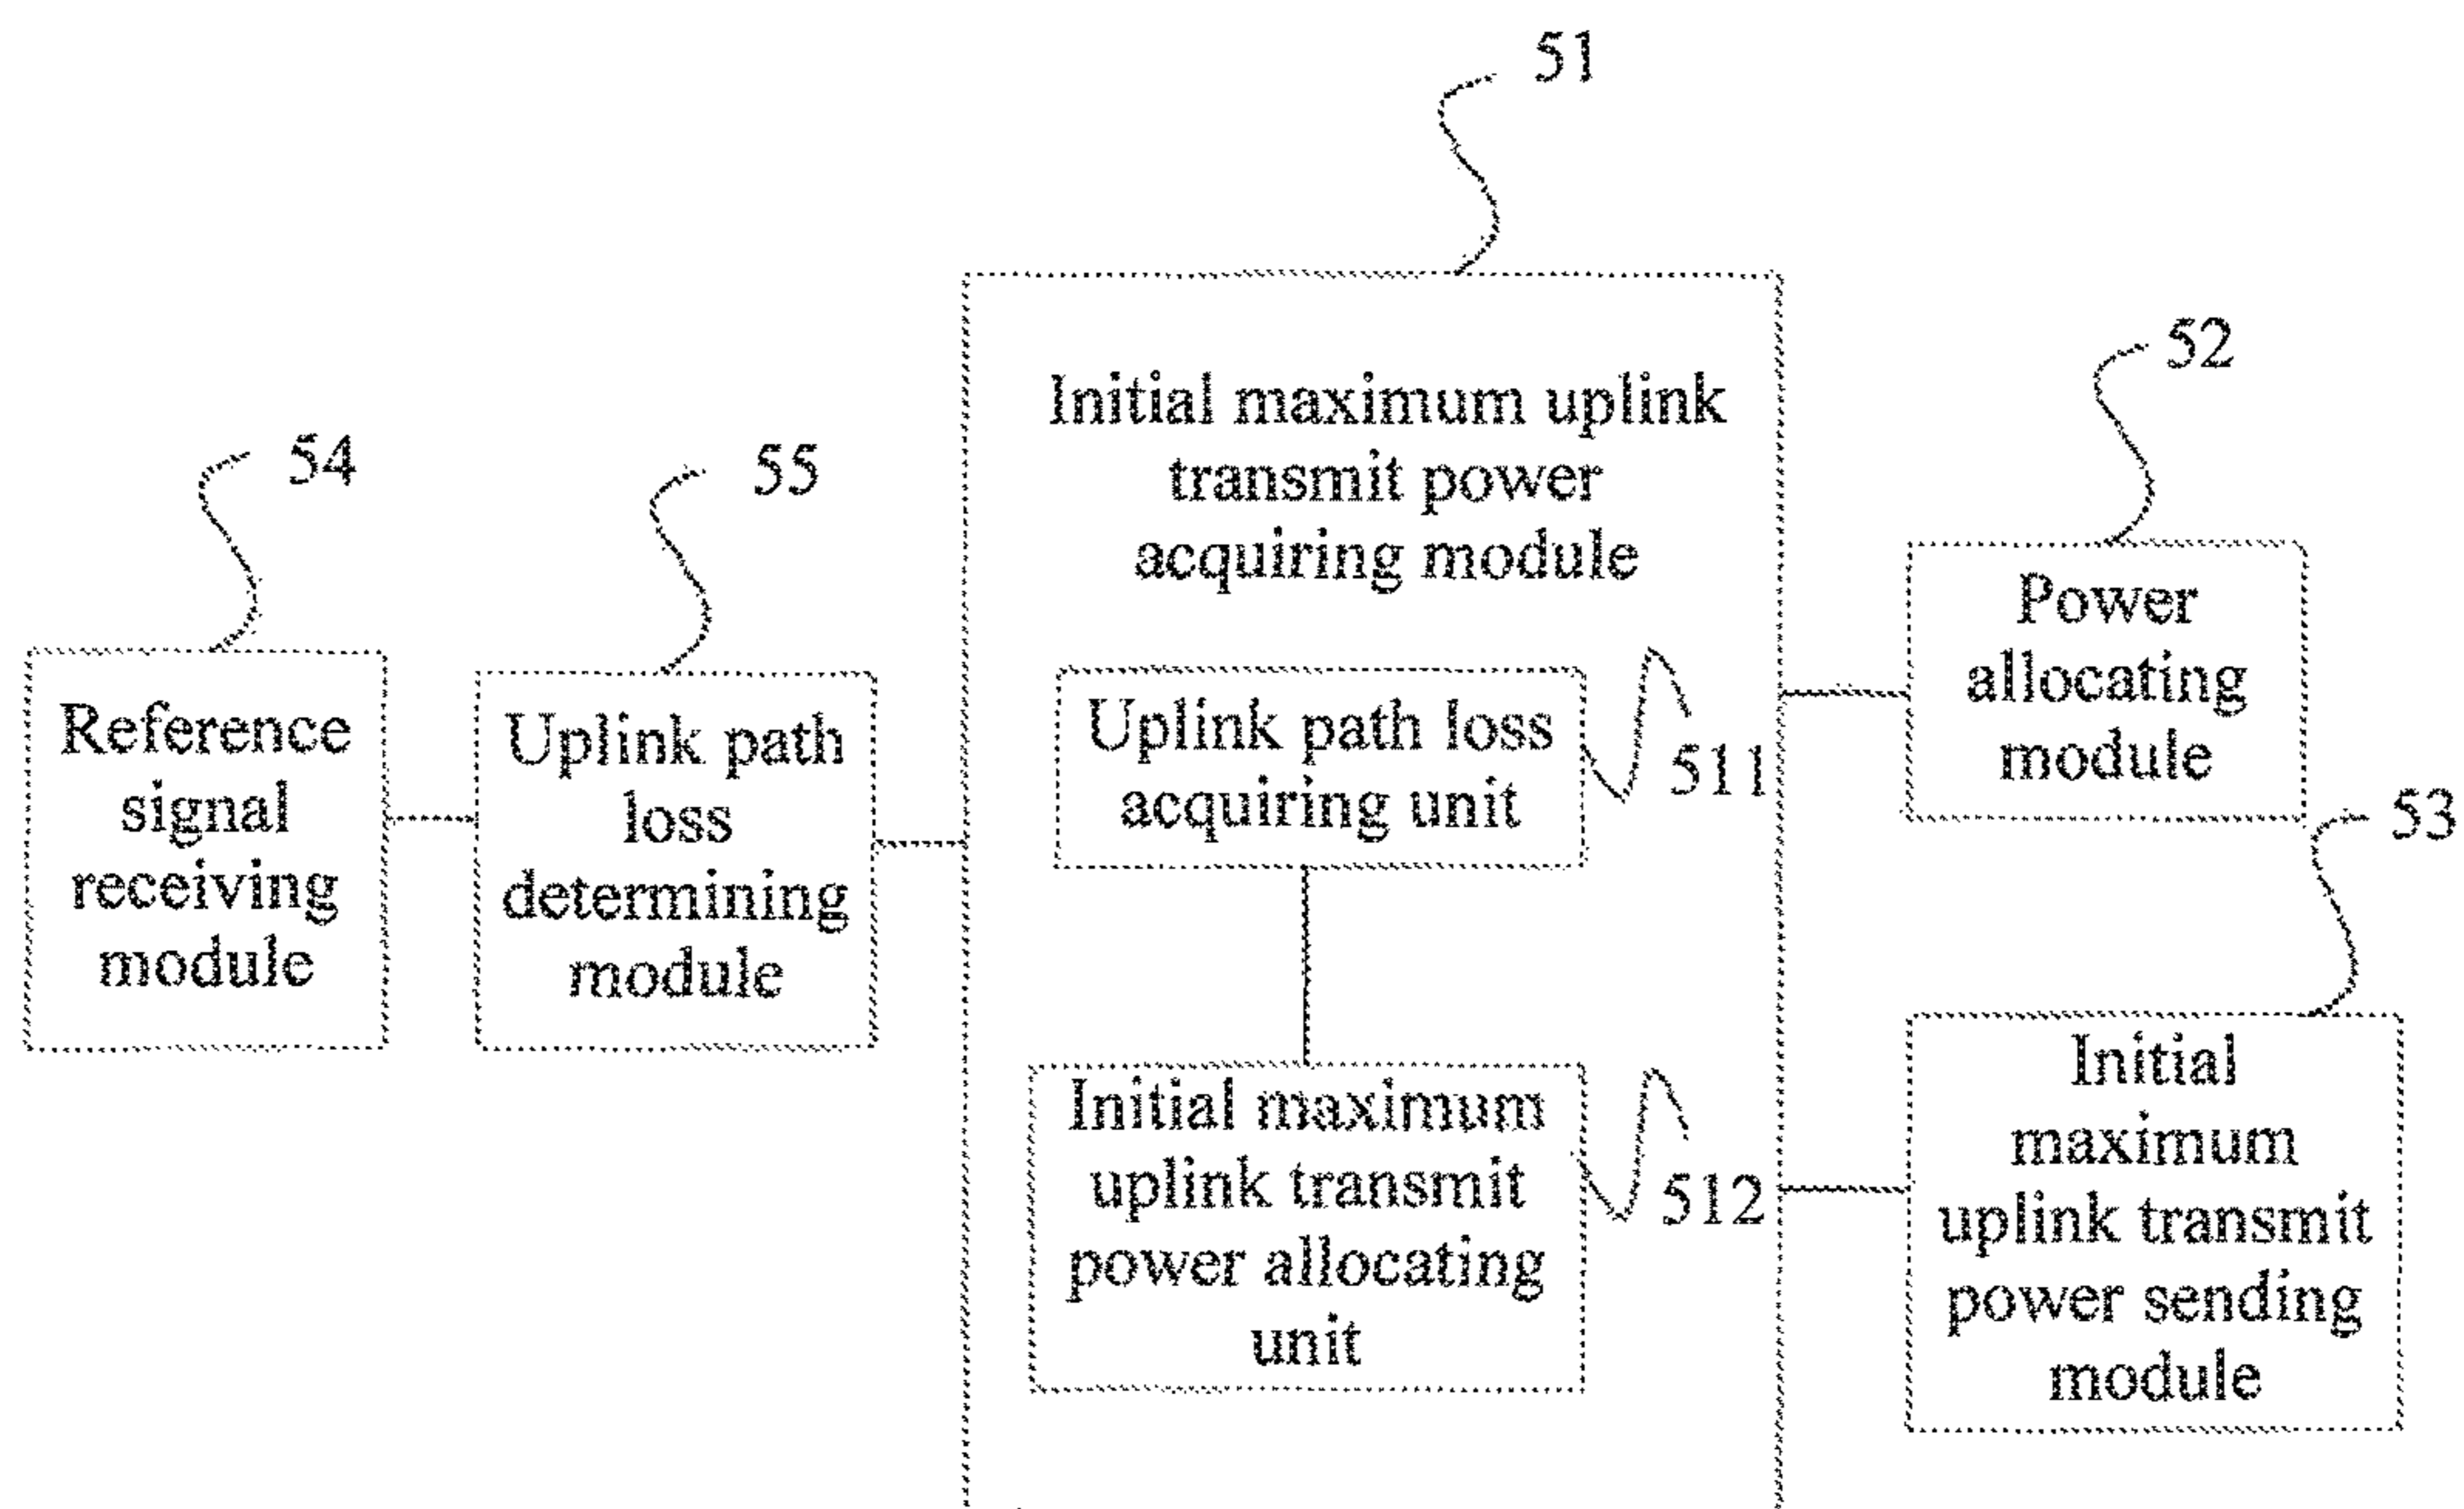 51
Initial maximum uplink
transmit power
acquiring module
52
Power
allocating
module
54
Reference
signal
receiving
module
55
Uplink path
loss
determining
module
Uplink path loss
acquiring unit
511
53
Initial maximum
uplink transmit
power allocating
unit
512
Initial
maximum
uplink transmit
power sending
module